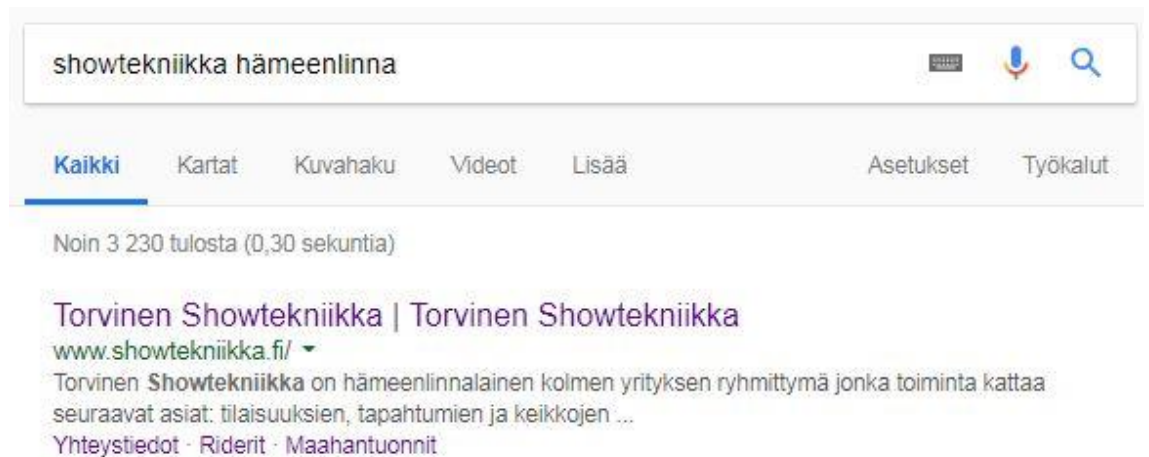 showtekniikka hämeenlinna
Kaikki Kartat Kuvahaku Videot Lisää Asetukset Työkalut
Noin 3 230 tulosta (0,30 sekuntia)
Torvinen Showtekniikka | Torvinen Showtekniikka
www.showtekniikka.fi/
Torvinen Showtekniikka on hämeenlinnalainen kolmen yrityksen ryhmittymä jonka toiminta kattaa
seuraavat asiat: tilaisuuksien, tapahtumien ja keikkojen ...
Yhteystiedot · Riderit · Maahantuonnit